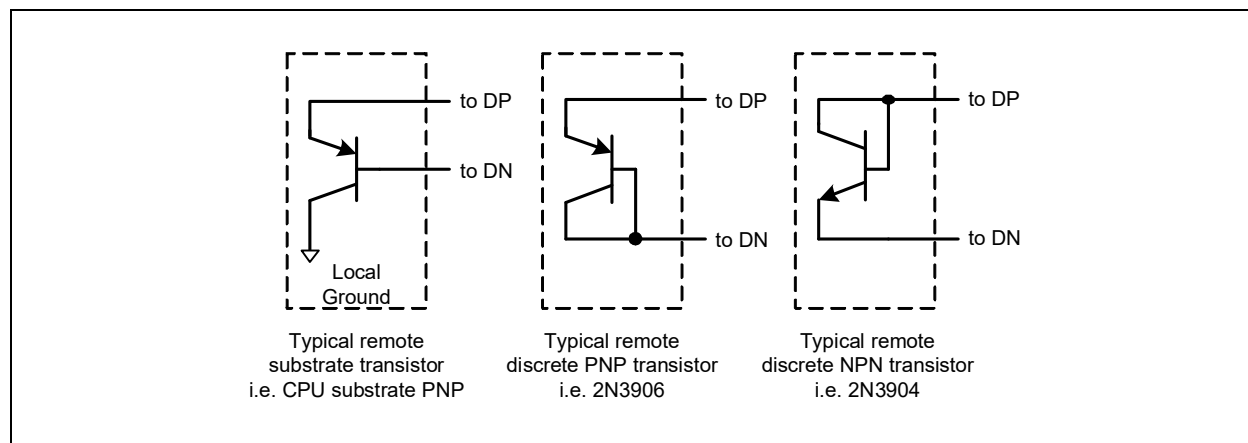 to DP
to DN
Local
Ground
Typical remote
substrate transistor
i.e. CPU substrate PNP
to DP
to DN
Typical remote
discrete PNP transistor
i.e. 2N3906
to DP
to DN
Typical remote
discrete NPN transistor
i.e. 2N3904